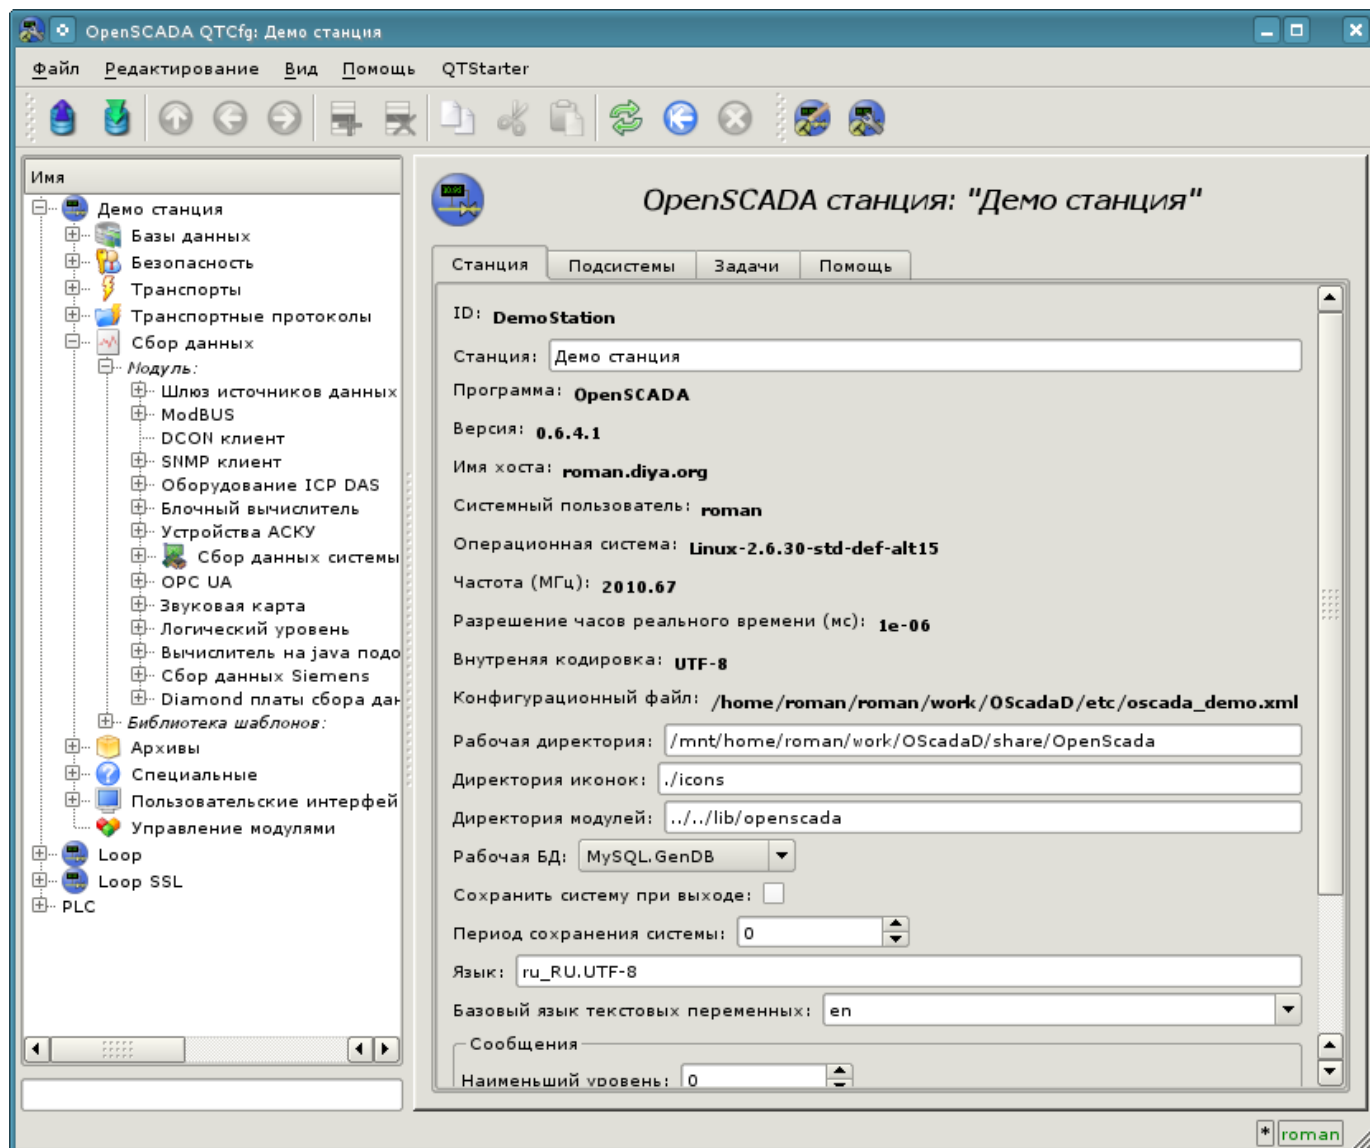 OpenSCADA QTCfg: Демо станция
Файл Редактирование Вид Помощь QTStarter
Имя
Демо станция
Базы данных
Безопасность
Транспорты
Транспортные протоколы
Сбор данных
Модуль:
Шлюз источников данных
ModBUS
DCON клиент
SNMP клиент
Оборудование ICP DAS
Блочный вычислитель
Устройства АСКУ
Сбор данных системы
OPC UA
Звуковая карта
Логический уровень
Вычислитель на java подо
Сбор данных Siemens
Diamond платы сбора дан
Библиотека шаблонов:
Архивы
Специальные
Пользовательские интерфей
Управление модулями
Loop
Loop SSL
PLC
OpenSCADA станция: "Демо станция"
Станция Подсистемы Задачи Помощь
ID: DemoStation
Станция: Демо станция
Программа: OpenSCADA
Версия: 0.6.4.1
Имя хоста: roman.diya.org
Системный пользователь: roman
Операционная система: Linux-2.6.30-std-def-alt15
Частота (МГц): 2010.67
Разрешение часов реального времени (мс): 1e-06
Внутреняя кодировка: UTF-8
Конфигурационный файл: /home/roman/roman/work/OScadaD/etc/oscada_demo.xml
Рабочая директория: /mnt/home/roman/work/OScadaD/share/OpenScada
Директория иконок: ./icons
Директория модулей: ../../lib/openscada
Рабочая БД: MySQL.GenDB
Сохранить систему при выходе:
Период сохранения системы: 0
Язык: ru_RU.UTF-8
Базовый язык текстовых переменных: en
Сообщения
Наименьший уровень: 0
* roman